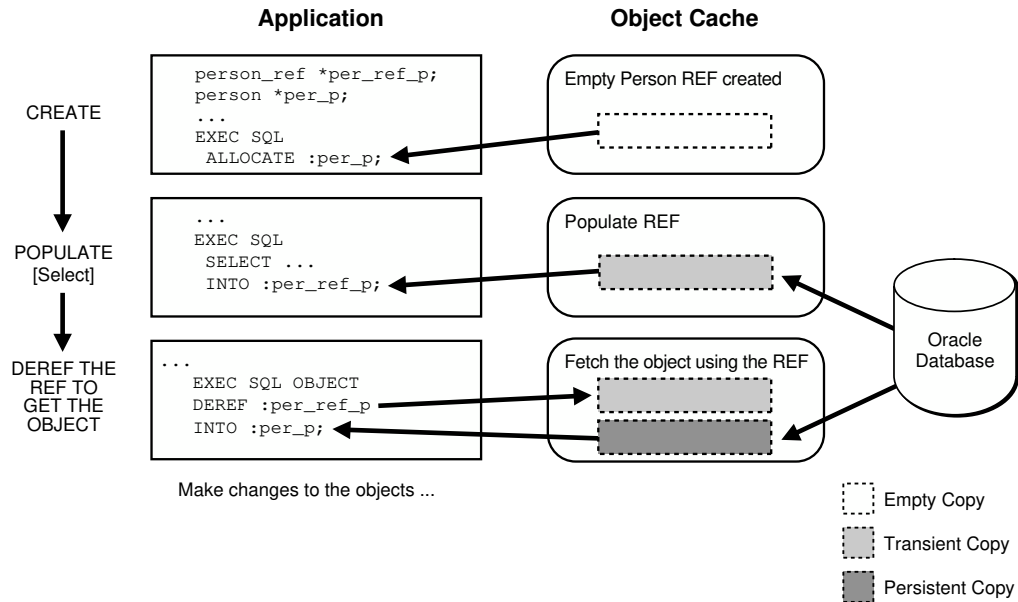 Application
Object Cache
CREATE
person_ref *per_ref_p;
person *per_p;
...
EXEC SQL
ALLOCATE :per_p;
Empty Person REF created
POPULATE
[Select]
...
EXEC SQL
SELECT ...
INTO :per_ref_p;
Populate REF
Oracle
Database
DEREF THE
REF TO
GET THE
OBJECT
...
EXEC SQL OBJECT
DEREF :per_ref_p
INTO :per_p;
Fetch the object using the REF
Make changes to the objects ...
Empty Copy
Transient Copy
Persistent Copy